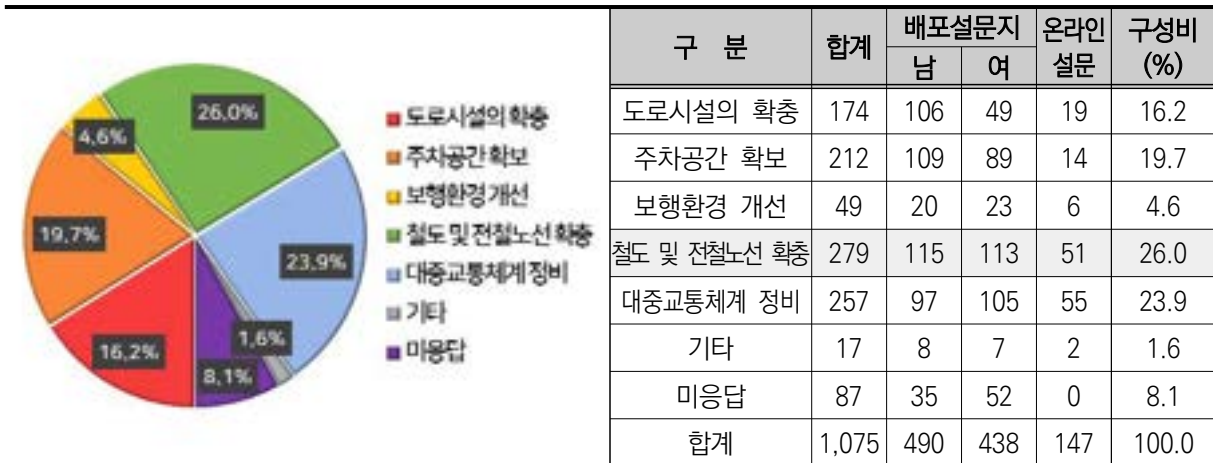 26.0%
4.6%
19.7%
23.9%
16.2%
1.6%
8.1%
도로시설의 확충
주차공간 확보
보행환경 개선
철도 및 전철노선 확충
대중교통체계 정비
기타
미응답
구 분 합계 배포설문지 온라인 설문 구성비 (%)
남 여
도로시설의 확충 174 106 49 19 16.2
주차공간 확보 212 109 89 14 19.7
보행환경 개선 49 20 23 6 4.6
철도 및 전철노선 확충 279 115 113 51 26.0
대중교통체계 정비 257 97 105 55 23.9
기타 17 8 7 2 1.6
미응답 87 35 52 0 8.1
합계 1,075 490 438 147 100.0